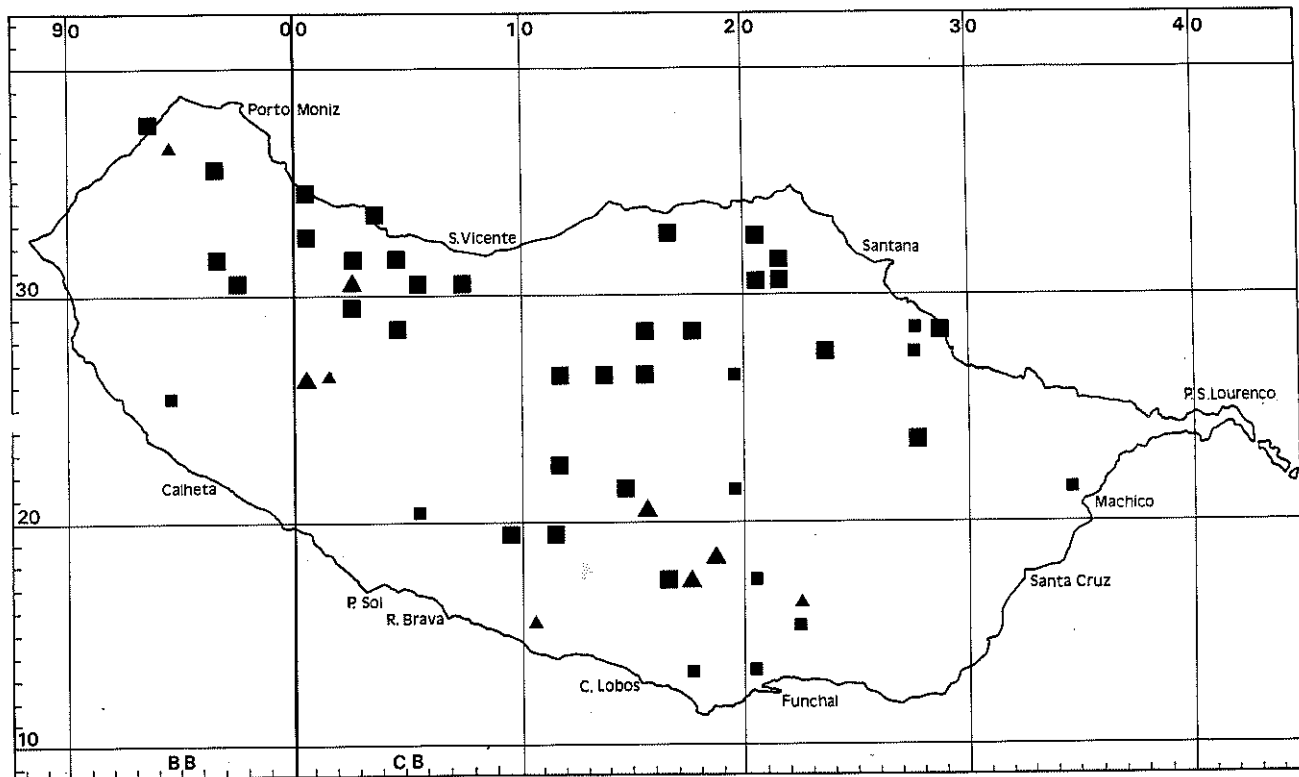 90 00 10 20 30 40
Porto Moniz
S. Vicente
Santana
30
P. S. Lourenço
Calheta
Machico
20
Santa Cruz
P. Sol
R. Brava
C. Lobos
Funchal
10
BB CB